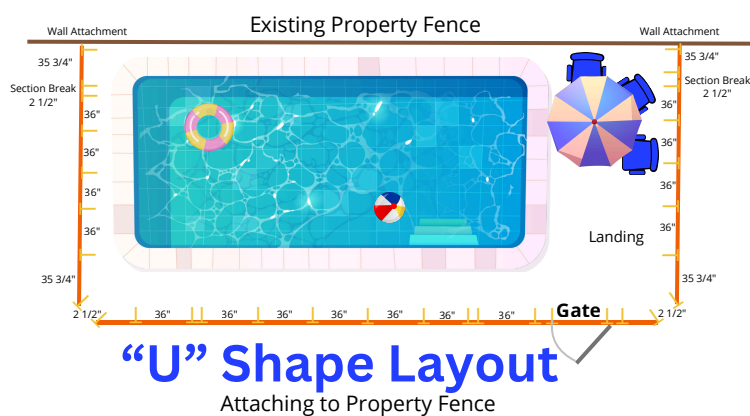 Existing Property Fence
Wall Attachment
Wall Attachment
35 3/4"
35 3/4"
Section Break
2 1/2"
Section Break
2 1/2"
36"
36"
36"
36"
36"
36"
36"
36"
Landing
35 3/4"
35 3/4"
2 1/2"
36"
36"
36"
36"
36"
36"
36"
Gate
2 1/2"
“U” Shape Layout
Attaching to Property Fence